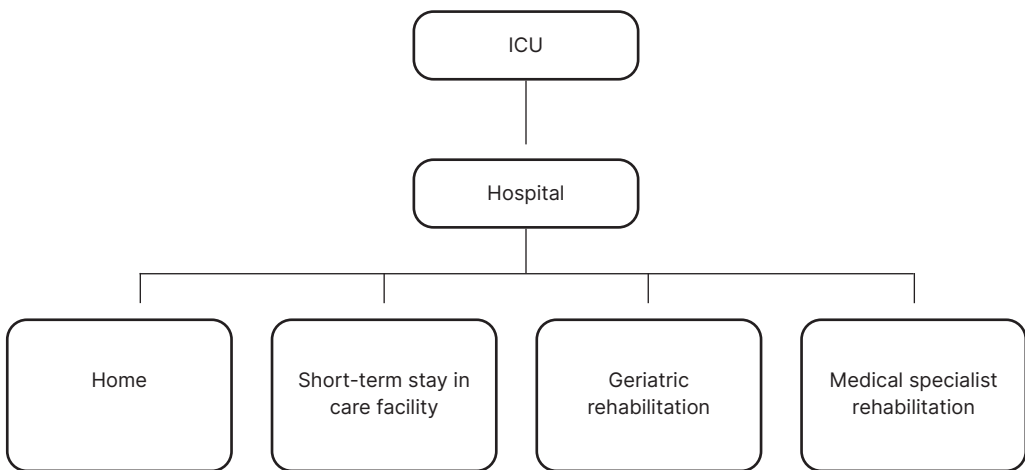 ICU
Hospital
Home
Short-term stay in
care facility
Geriatric
rehabilitation
Medical specialist
rehabilitation